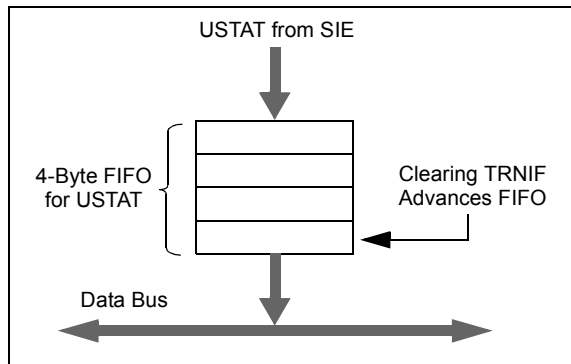 USTAT from SIE
4-Byte FIFO
for USTAT
Clearing TRNIF
Advances FIFO
Data Bus